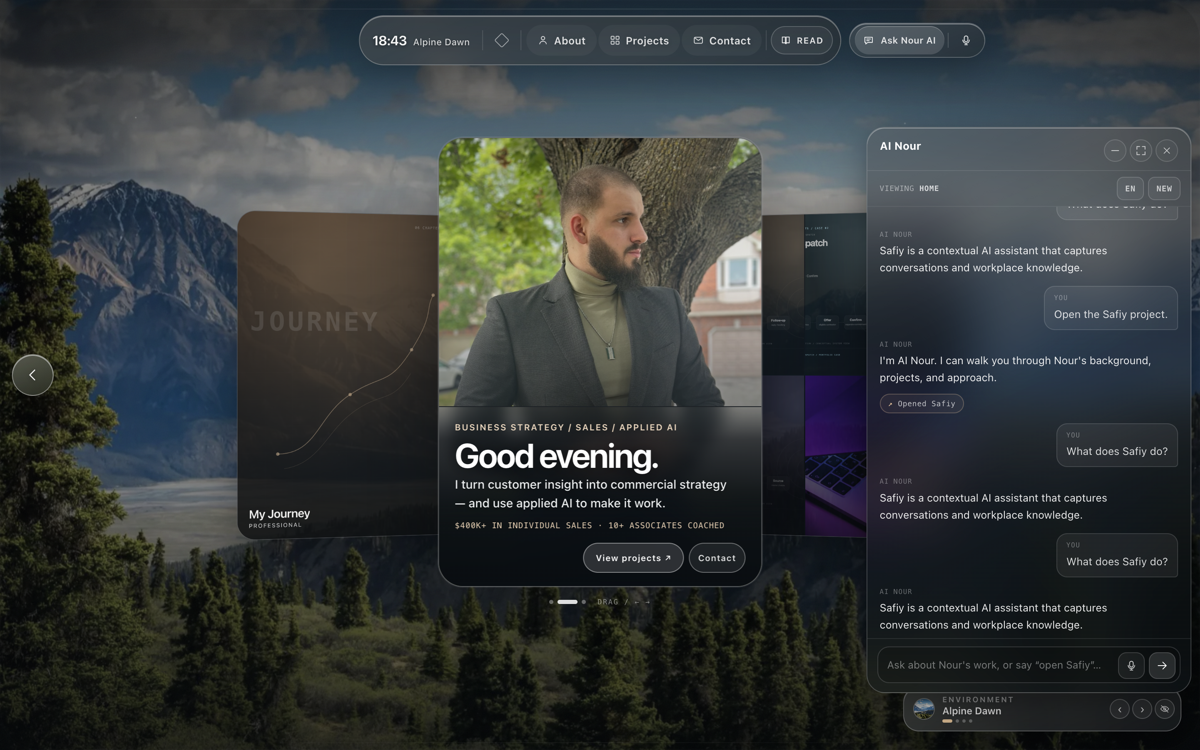 18:43 Alpine Dawn
About
Projects
Contact
READ
Ask Nour AI
AI Nour
VIEWING HOME
EN
NEW
What does Safiy do?
AI NOUR
Safiy is a contextual AI assistant that captures
conversations and workplace knowledge.
YOU
Open the Safiy project.
AI NOUR
I'm AI Nour. I can walk you through Nour's background,
projects, and approach.
↗ Opened Safiy
YOU
What does Safiy do?
AI NOUR
Safiy is a contextual AI assistant that captures
conversations and workplace knowledge.
YOU
What does Safiy do?
AI NOUR
Safiy is a contextual AI assistant that captures
conversations and workplace knowledge.
Ask about Nour's work, or say “open Safiy”...
JOURNEY
My Journey
PROFESSIONAL
BUSINESS STRATEGY / SALES / APPLIED AI
Good evening.
I turn customer insight into commercial strategy
— and use applied AI to make it work.
$400K+ IN INDIVIDUAL SALES · 10+ ASSOCIATES COACHED
View projects ↗
Contact
DRAG / ← →
patch
ENVIRONMENT
Alpine Dawn